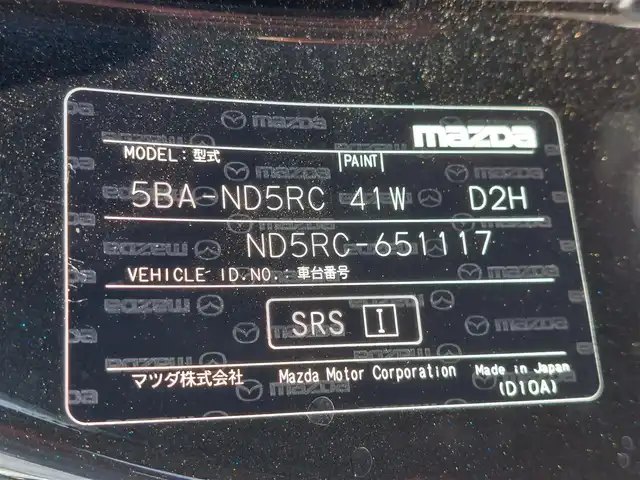 mazda
MODEL: 型式 PAINT
5BA-ND5RC 41W D2H
ND5RC-651117
VEHICLE ID.NO.: 車台番号
SRS I
マツダ株式会社 Mazda Motor Corporation Made in Japan
(D10A)